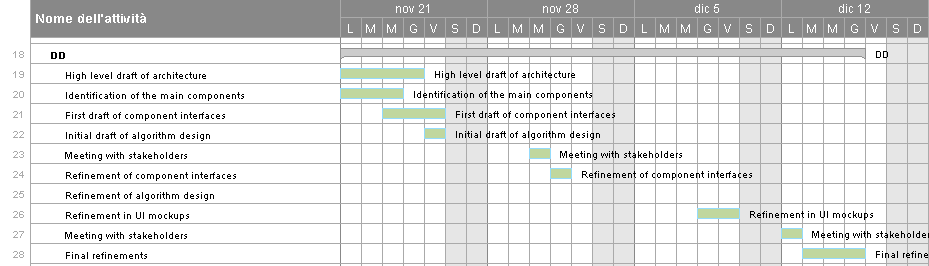 Nome dell'attività
nov 21 nov 28 dic 5 dic 12
L M M G V S D L M M G V S D L M M G V S D L M M G V S D
18 DD DD
19 High level draft of architecture High level draft of architecture
20 Identification of the main components Identification of the main components
21 First draft of component interfaces First draft of component interfaces
22 Initial draft of algorithm design Initial draft of algorithm design
23 Meeting with stakeholders Meeting with stakeholders
24 Refinement of component interfaces Refinement of component interfaces
25 Refinement of algorithm design
26 Refinement in UI mockups Refinement in UI mockups
27 Meeting with stakeholders Meeting with stakeholde
28 Final refinements Final refine